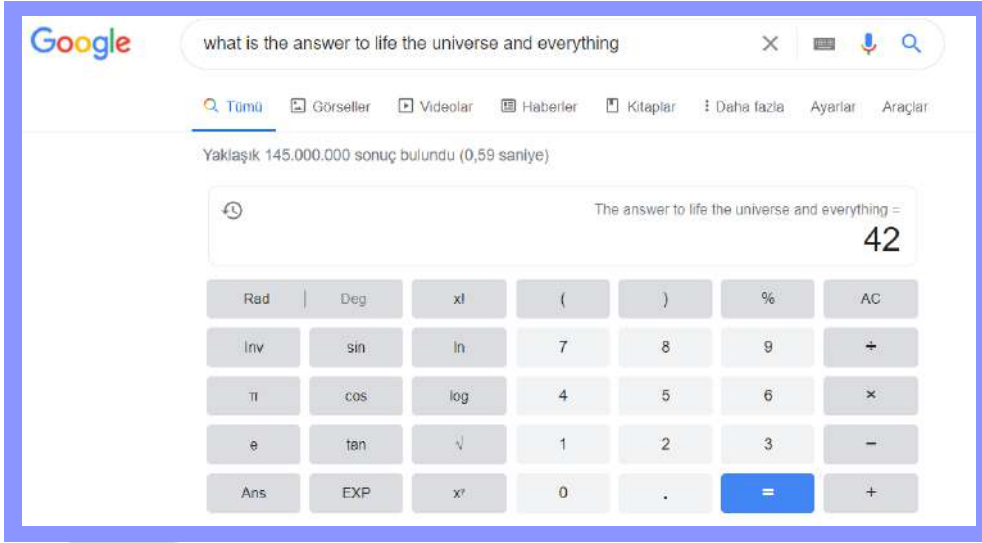 Google what is the answer to life the universe and everything
Tümü Görseller Videolar Haberler Kitaplar Daha fazla Ayarlar Araçlar
Yaklaşık 145.000.000 sonuç bulundu (0,59 saniye)
The answer to life the universe and everything =
42
Rad | Deg x! ( ) % AC
Inv sin ln 7 8 9 ÷
π cos log 4 5 6 ×
e tan √ 1 2 3 −
Ans EXP xʸ 0 . = +